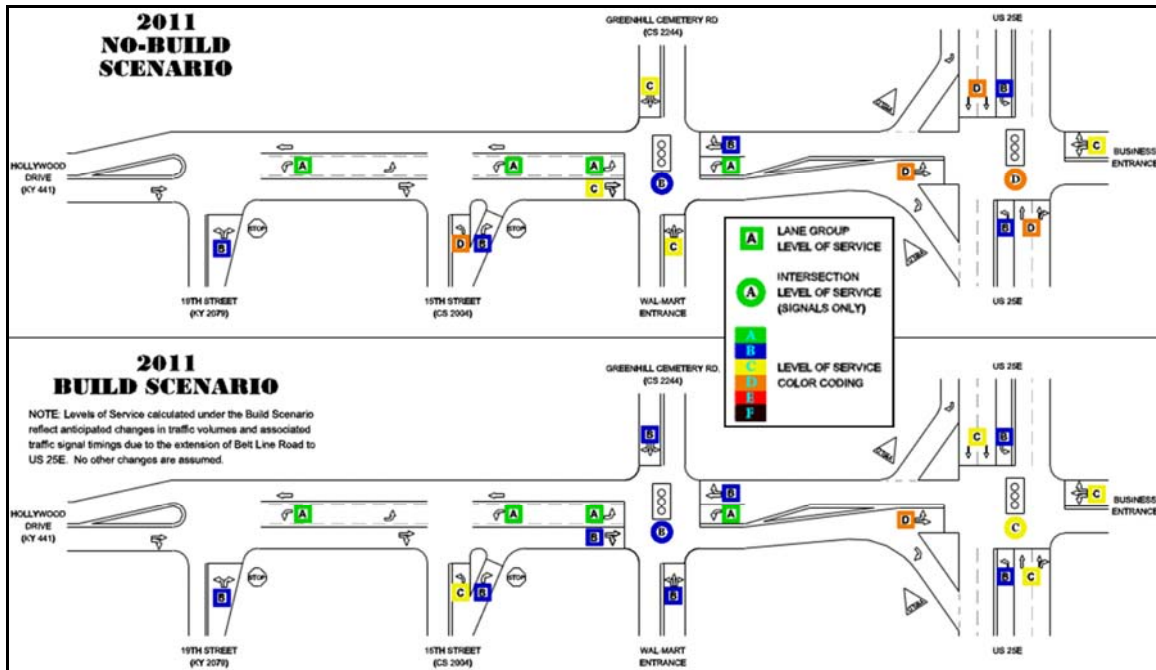 2011
NO-BUILD
SCENARIO
GREENHILL CEMETERY RD
(CS 2244)
US 25E
C
D
B
HOLLYWOOD
DRIVE
(KY 441)
A
A
A
B
C
BUSINESS
ENTRANCE
C
B
A
D
D
B
STOP
D
B
STOP
C
B
D
19TH STREET
(KY 2079)
15TH STREET
(CS 2004)
WAL-MART
ENTRANCE
US 25E
A
LANE GROUP
LEVEL OF SERVICE
A
INTERSECTION
LEVEL OF SERVICE
(SIGNALS ONLY)
A
B
C
D
E
F
LEVEL OF SERVICE
COLOR CODING
2011
BUILD SCENARIO
NOTE: Levels of Service calculated under the Build Scenario
reflect anticipated changes in traffic volumes and associated
traffic signal timings due to the extension of Belt Line Road to
US 25E. No other changes are assumed.
GREENHILL CEMETERY RD.
(CS 2244)
US 25E
B
C
B
HOLLYWOOD
DRIVE
(KY 441)
A
A
A
B
C
BUSINESS
ENTRANCE
B
B
A
D
C
B
STOP
C
B
STOP
B
B
C
19TH STREET
(KY 2079)
15TH STREET
(CS 2004)
WAL-MART
ENTRANCE
US 25E